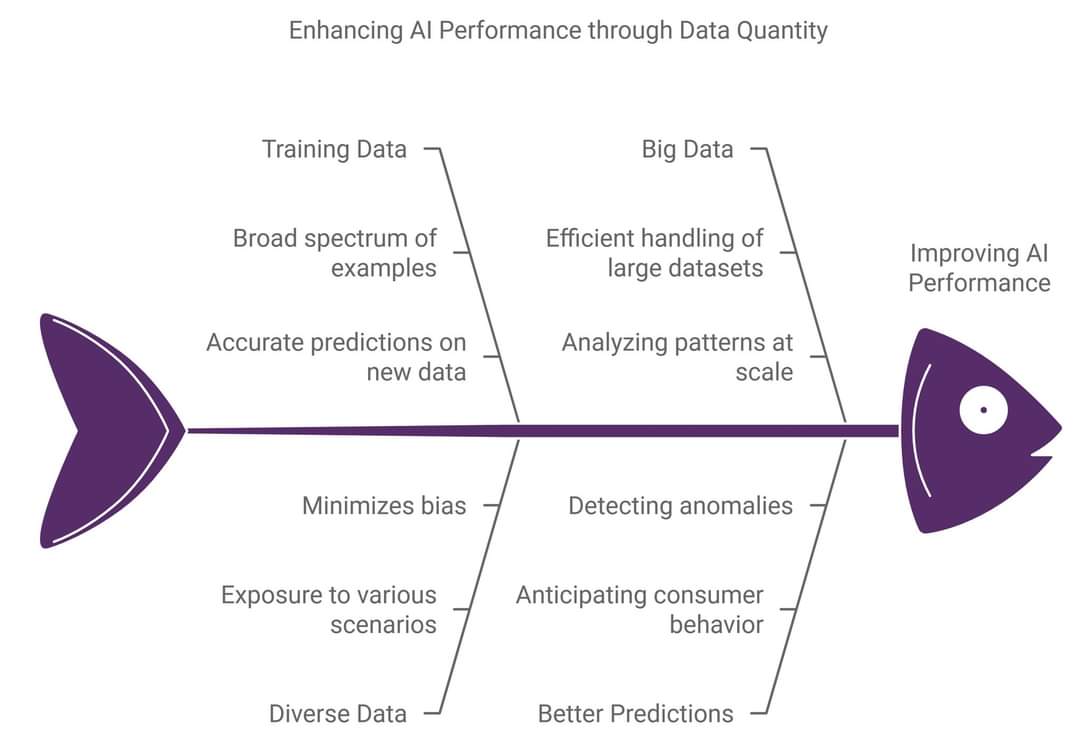 Enhancing AI Performance through Data Quantity
Training Data
Big Data
Broad spectrum of
examples
Efficient handling of
large datasets
Improving AI
Performance
Accurate predictions on
new data
Analyzing patterns at
scale
Minimizes bias
Detecting anomalies
Exposure to various
scenarios
Anticipating consumer
behavior
Diverse Data
Better Predictions